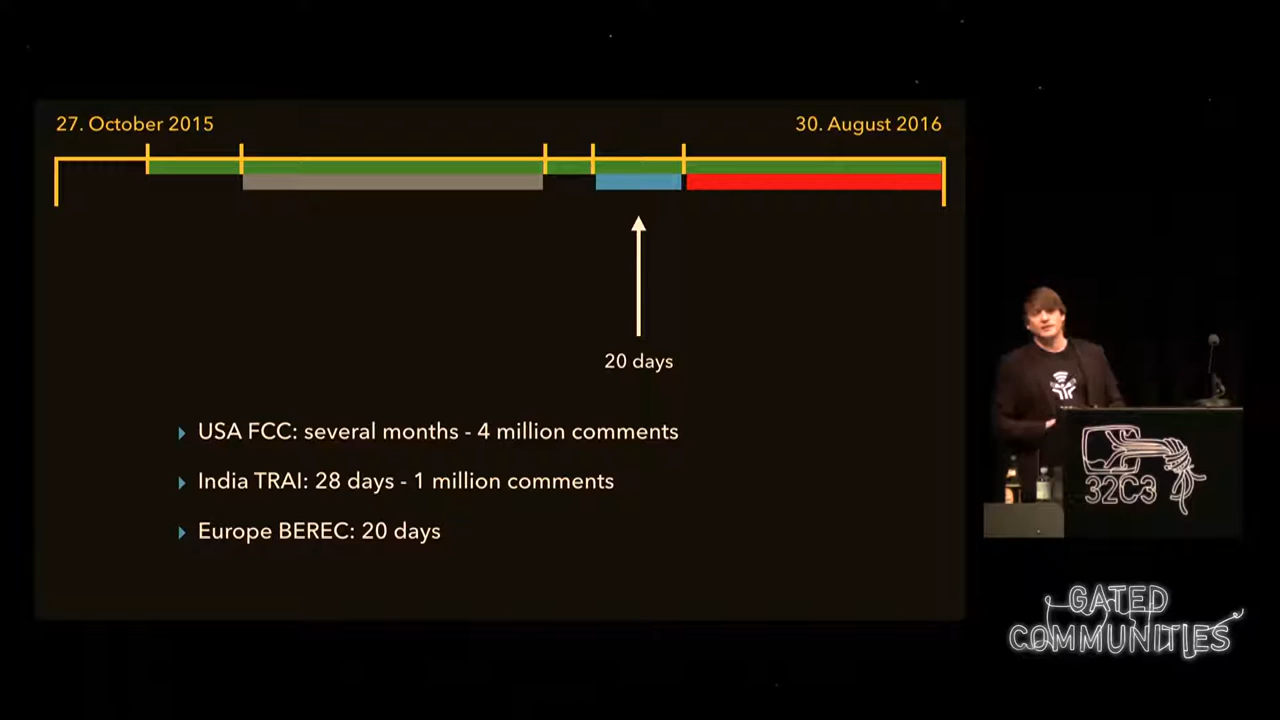 27. October 2015
30. August 2016
20 days
USA FCC: several months - 4 million comments
India TRAI: 28 days - 1 million comments
Europe BEREC: 20 days
32C3
GATED
COMMUNITIES